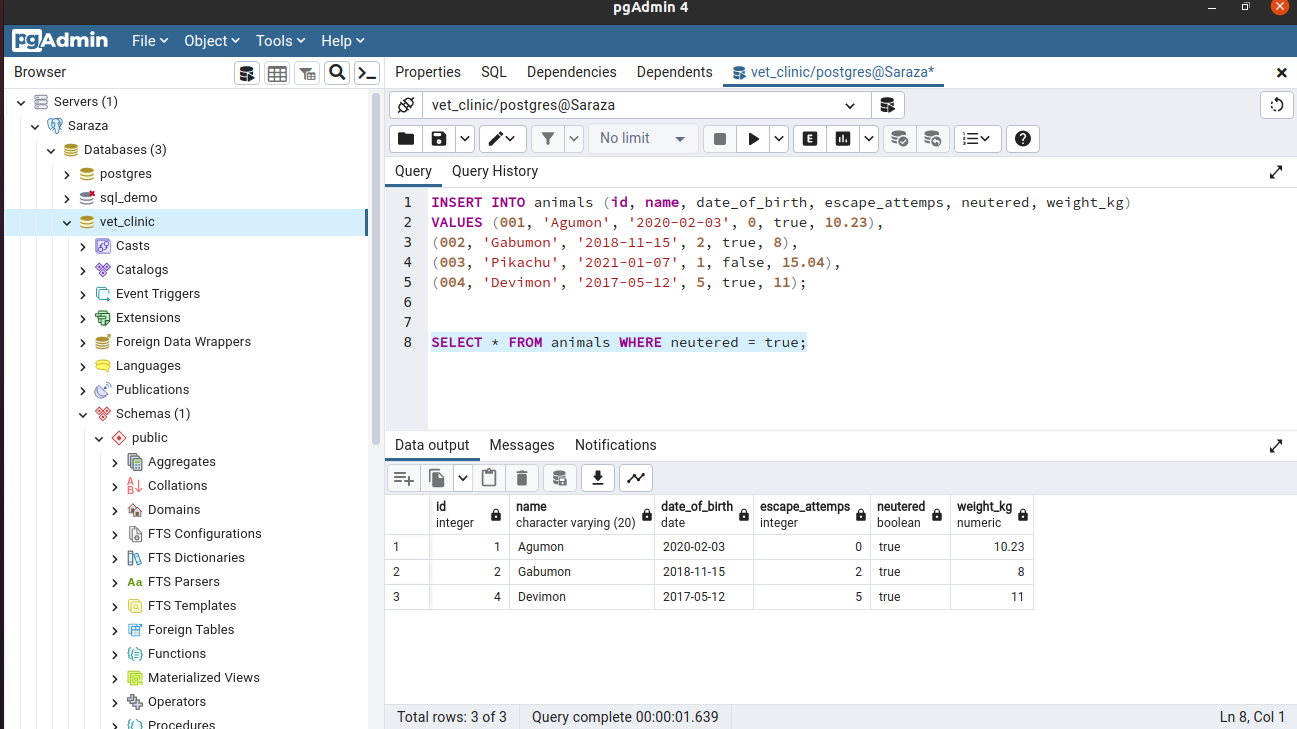 pgAdmin 4
pgAdmin File Object Tools Help
Browser
Servers (1)
Saraza
Databases (3)
postgres
sql_demo
vet_clinic
Casts
Catalogs
Event Triggers
Extensions
Foreign Data Wrappers
Languages
Publications
Schemas (1)
public
Aggregates
Collations
Domains
FTS Configurations
FTS Dictionaries
Aa FTS Parsers
FTS Templates
Foreign Tables
Functions
Materialized Views
Operators
Procedures
Properties SQL Dependencies Dependents vet_clinic/postgres@Saraza*
vet_clinic/postgres@Saraza
No limit E
Query Query History
1 INSERT INTO animals (id, name, date_of_birth, escape_attemps, neutered, weight_kg)
2 VALUES (001, 'Agumon', '2020-02-03', 0, true, 10.23),
3 (002, 'Gabumon', '2018-11-15', 2, true, 8),
4 (003, 'Pikachu', '2021-01-07', 1, false, 15.04),
5 (004, 'Devimon', '2017-05-12', 5, true, 11);
6
7
8 SELECT * FROM animals WHERE neutered = true;
Data output Messages Notifications
id name date_of_birth escape_attemps neutered weight_kg
integer character varying (20) date integer boolean numeric
1 1 Agumon 2020-02-03 0 true 10.23
2 2 Gabumon 2018-11-15 2 true 8
3 4 Devimon 2017-05-12 5 true 11
Total rows: 3 of 3 Query complete 00:00:01.639 Ln 8, Col 1